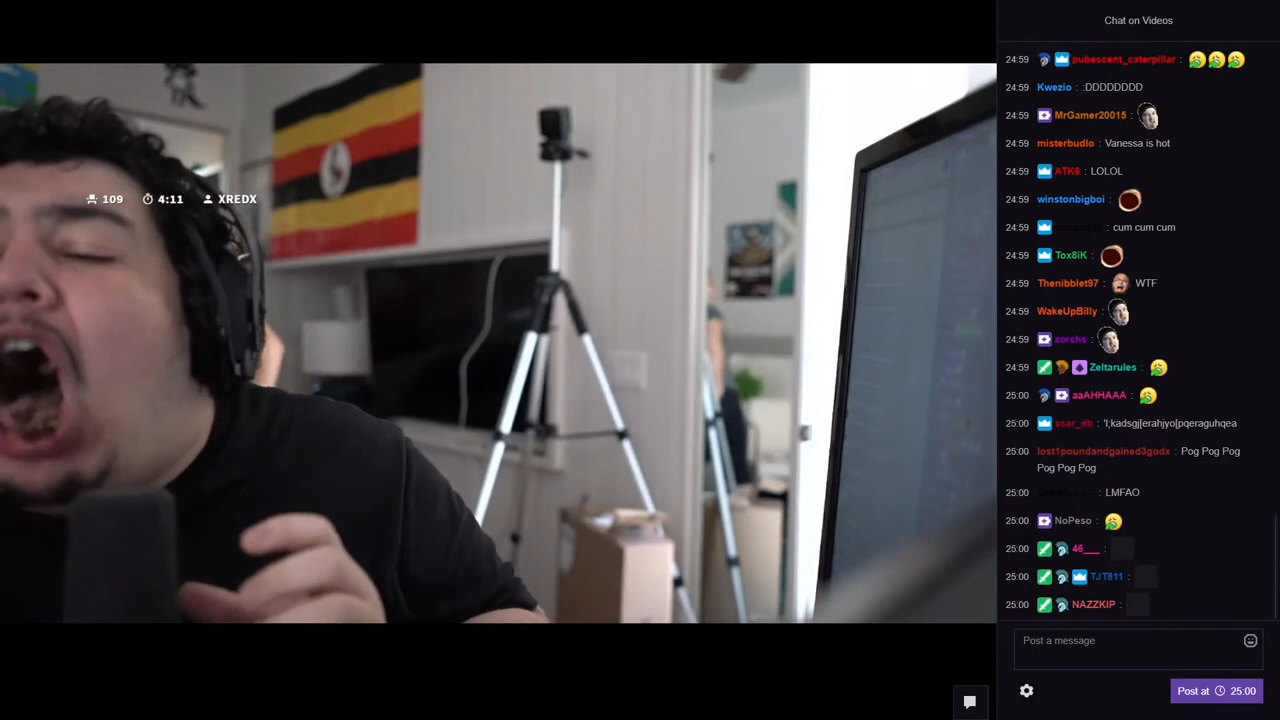 Chat on Videos
109 4:11 XREDX
24:59 pubescent_caterpillar :
24:59 Kwezio : :DDDDDDDD
24:59 MrGamer20015 :
24:59 misterbudlo : Vanessa is hot
24:59 ATK6 : LOLOL
24:59 winstonbigboi :
24:59 : cum cum cum
24:59 Tox8iK :
24:59 Thenibblet97 : WTF
24:59 WakeUpBilly :
24:59 zorchs :
24:59 Zeltarules :
25:00 aaAHHAAA :
25:00 scar_db : 'l;kadsgj[erahjyo[pqeraguhqea
25:00 lost1poundandgained3godx : Pog Pog Pog
Pog Pog Pog
25:00 : LMFAO
25:00 NoPeso :
25:00 46___ :
25:00 TJT811 :
25:00 NAZZKIP :
Post a message
Post at 25:00